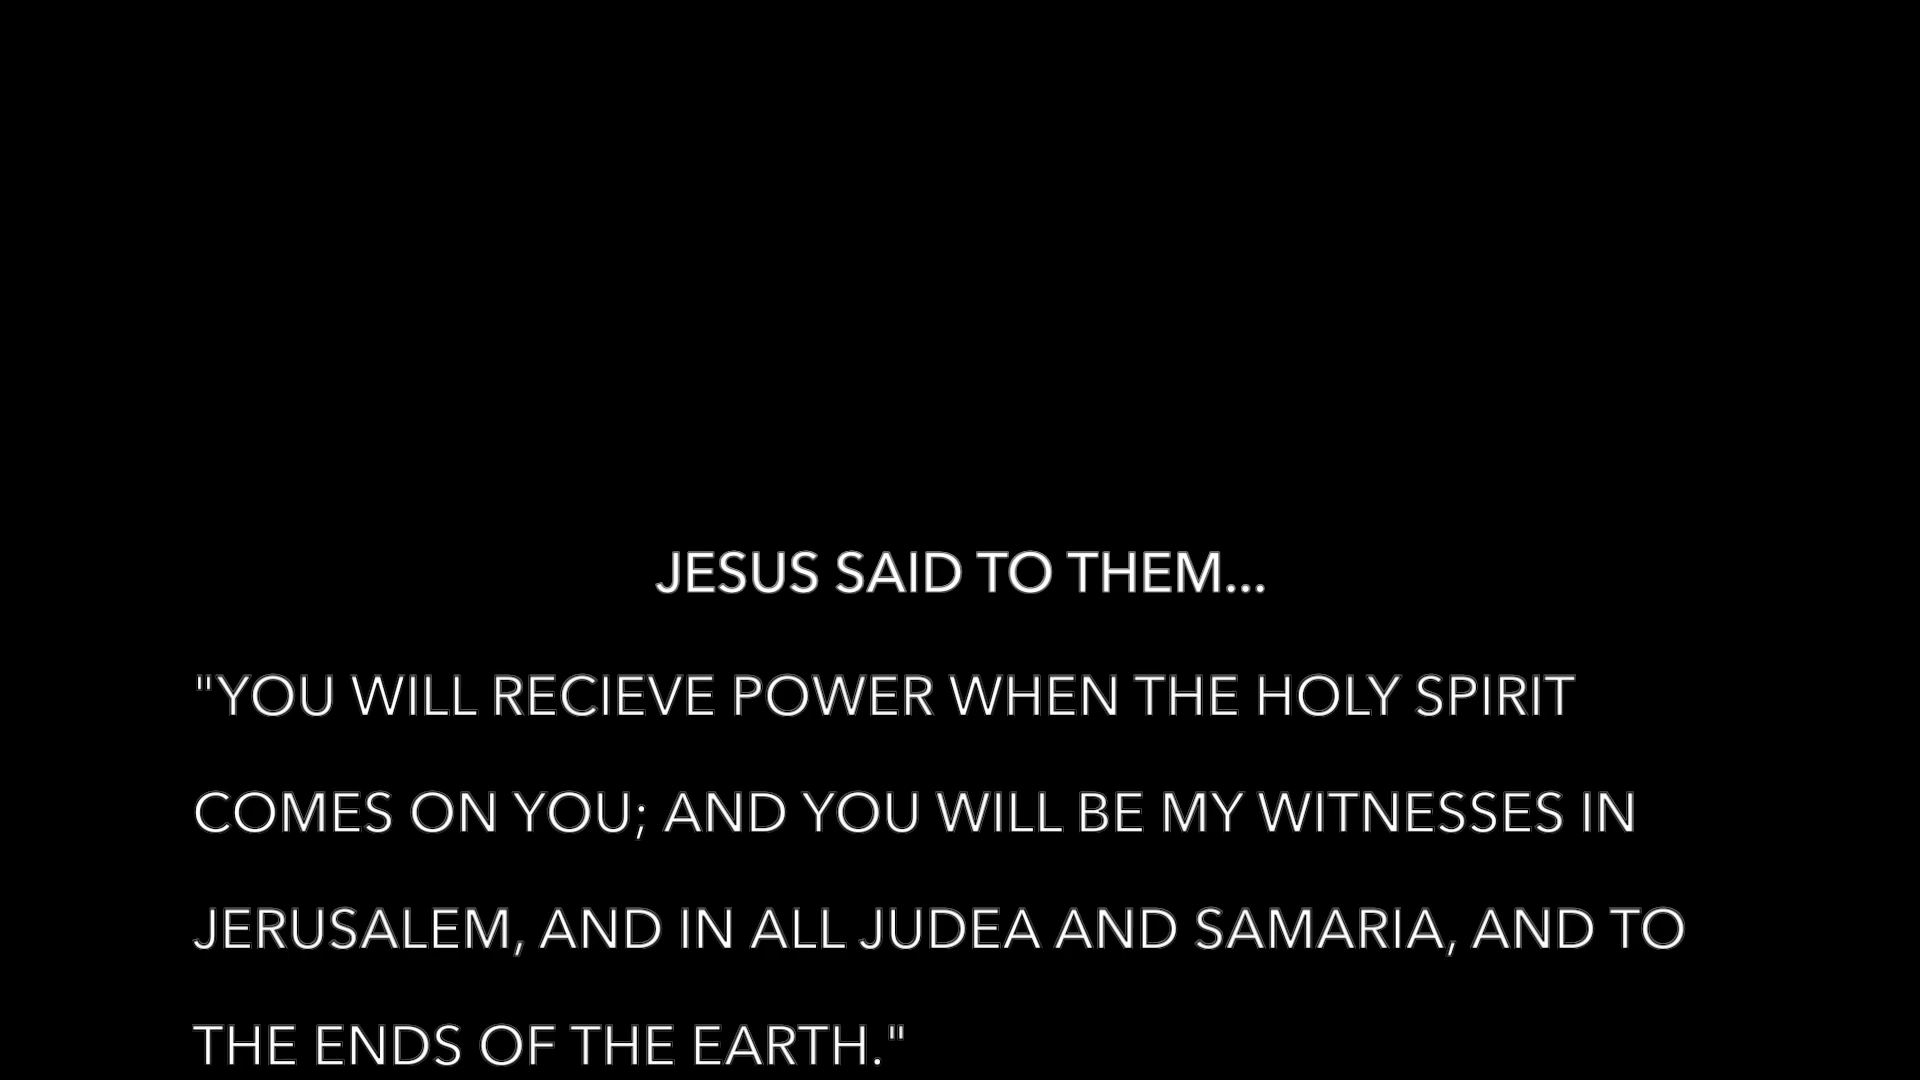 JESUS SAID TO THEM...
"YOU WILL RECIEVE POWER WHEN THE HOLY SPIRIT
COMES ON YOU; AND YOU WILL BE MY WITNESSES IN
JERUSALEM, AND IN ALL JUDEA AND SAMARIA, AND TO
THE ENDS OF THE EARTH."